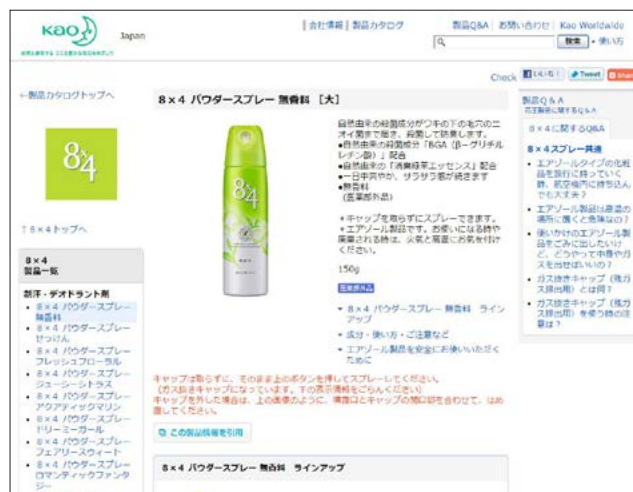 Kao
Japan
会社情報 | 製品カタログ
製品Q&A | お問い合わせ | Kao Worldwide
検索 • 使い方
Check いいね! Tweet Share
←製品カタログトップへ
8×4
↑8×4トップへ
8×4
製品一覧
制汗・デオドラント剤
• 8×4 パウダースプレー
無香料
• 8×4 パウダースプレー
せっけん
• 8×4 パウダースプレー
フレッシュフローラル
• 8×4 パウダースプレー
ジューシーシトラス
• 8×4 パウダースプレー
アクアティックマリン
• 8×4 パウダースプレー
ドリーミーガール
• 8×4 パウダースプレー
フェアリースウィート
• 8×4 パウダースプレー
ロマンティックファンタ
ジー
8×4 パウダースプレー 無香料 [大]
8×4
自然由来の殺菌成分がワキの下の毛穴のニ
オイ菌まで届き、殺菌して防臭します。
●自然由来の殺菌成分「BGA(β-グリチル
レチン酸)」配合
●自然由来の「消臭緑茶エッセンス」配合
●一日中爽やか、サラサラ感が続きます
●無香料
(医薬部外品)
*キャップを取らずにスプレーできます。
*エアゾール製品です。お使いになる時や
廃棄される時は、火気と高温にお気を付け
ください。
150g
医薬部外品
8×4 パウダースプレー 無香料 ライン
アップ
成分・使い方・ご注意など
エアゾール製品を安全にお使いいただく
ために
キャップは取らずに、そのまま上のボタンを押してスプレーしてください。
(ガス抜きキャップになっています。下の表示情報をごらんください)
キャップを外した場合は、上の画像のように、噴霧口とキャップの開口部を合わせて、はめ
直してください。
この製品情報を引用
8×4 パウダースプレー 無香料 ラインアップ
製品Q&A
花王製品に関するQ&A
8×4に関するQ&A
8×4スプレー共通
• エアゾールタイプの化粧
品を旅行に持っていく
時、航空機内に持ち込ん
でも大丈夫?
• エアゾール製品は高温の
場所に置くと危険なの?
• 使いかけのエアゾール製
品をごみに出したいけ
ど、どうやって中身やガ
スを出せばいいの?
• ガス抜きキャップ(残ガ
ス排出用)とは何?
• ガス抜きキャップ(残ガ
ス排出用)を使う時の注
意は?